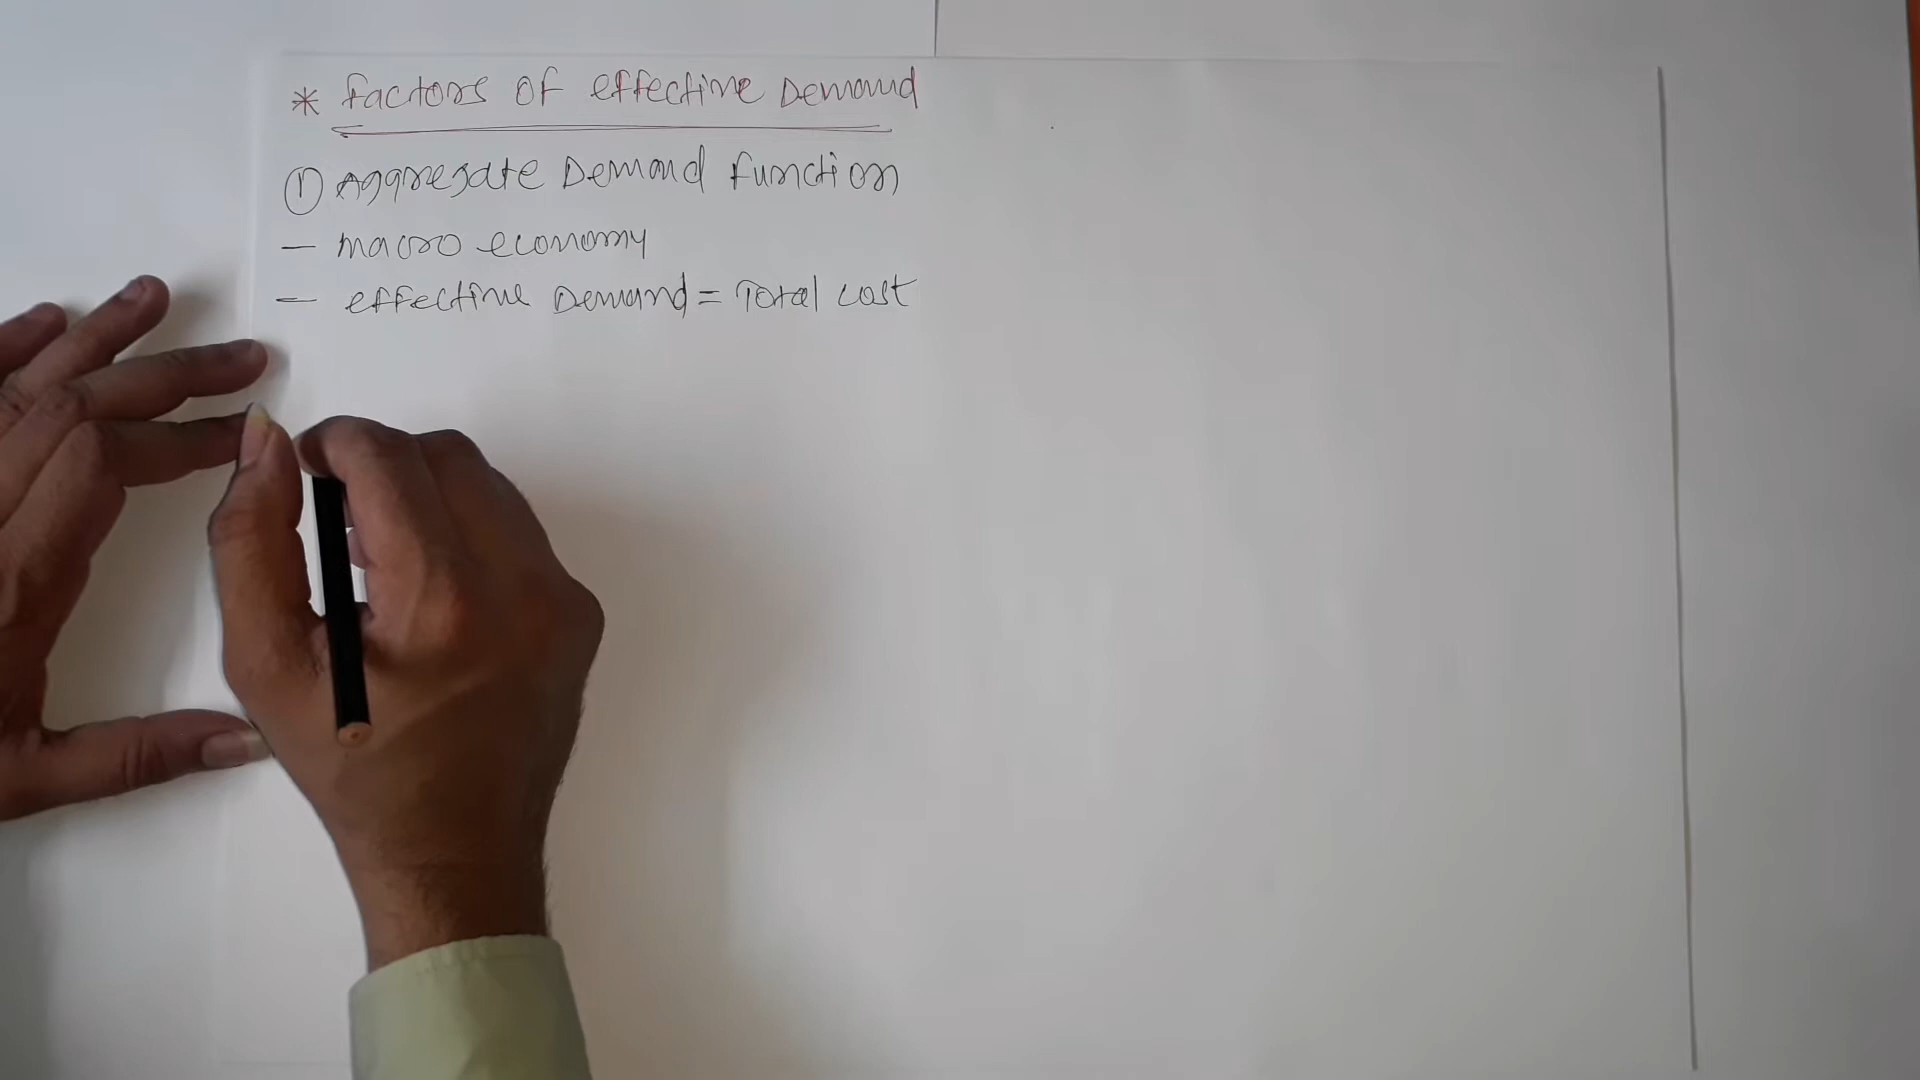 * Factors of effective Demand
① Aggregate Demand function
— macro economy
— effective Demand = Total cost